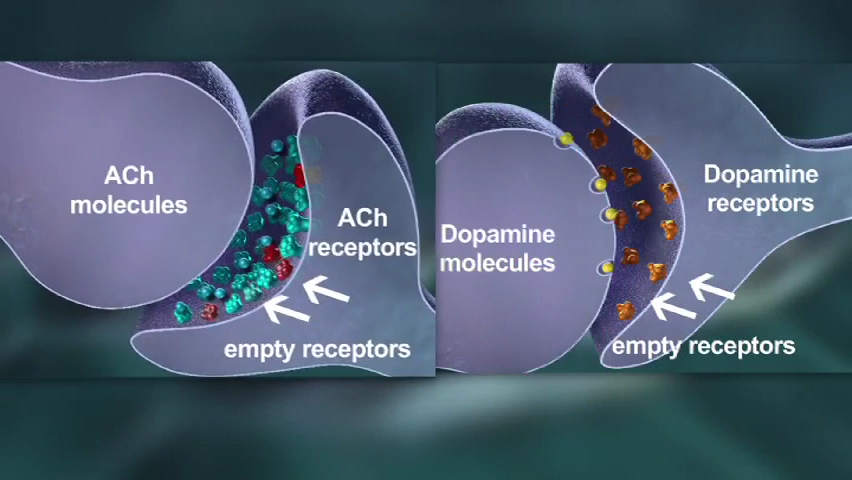 ACh
molecules
ACh
receptors
empty receptors
Dopamine
molecules
Dopamine
receptors
empty receptors